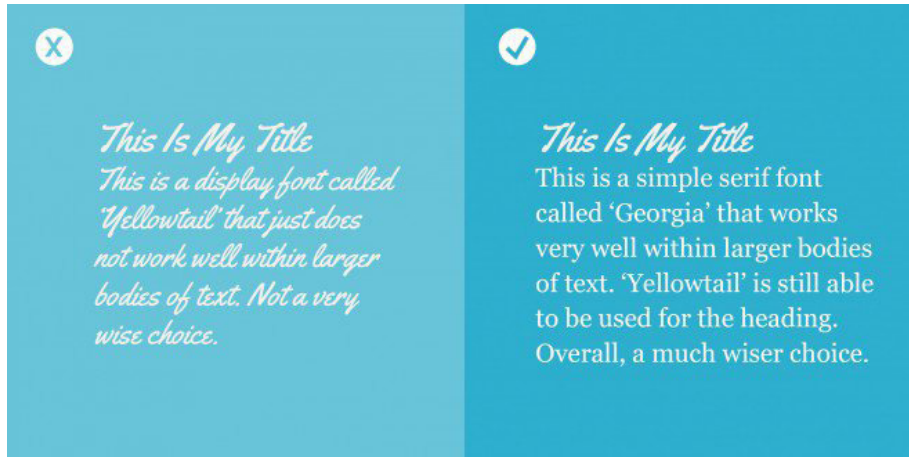 X
This Is My Title
This is a display font called
‘Yellowtail’ that just does
not work well within larger
bodies of text. Not a very
wise choice.
This Is My Title
This is a simple serif font
called ‘Georgia’ that works
very well within larger bodies
of text. ‘Yellowtail’ is still able
to be used for the heading.
Overall, a much wiser choice.